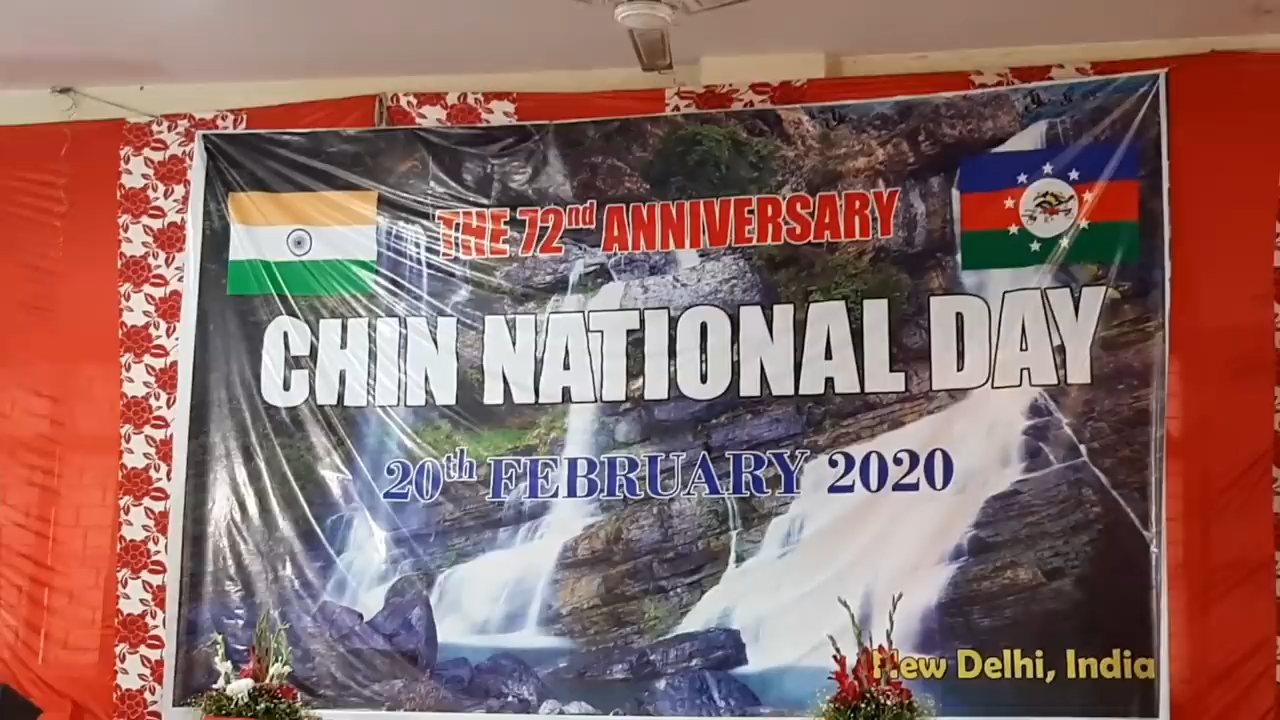 THE 72nd ANNIVERSARY
CHIN NATIONAL DAY
20th FEBRUARY 2020
New Delhi, India